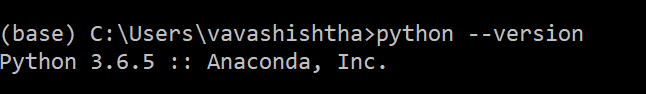 (base) C:\Users\vavashishtha>python --version
Python 3.6.5 :: Anaconda, Inc.